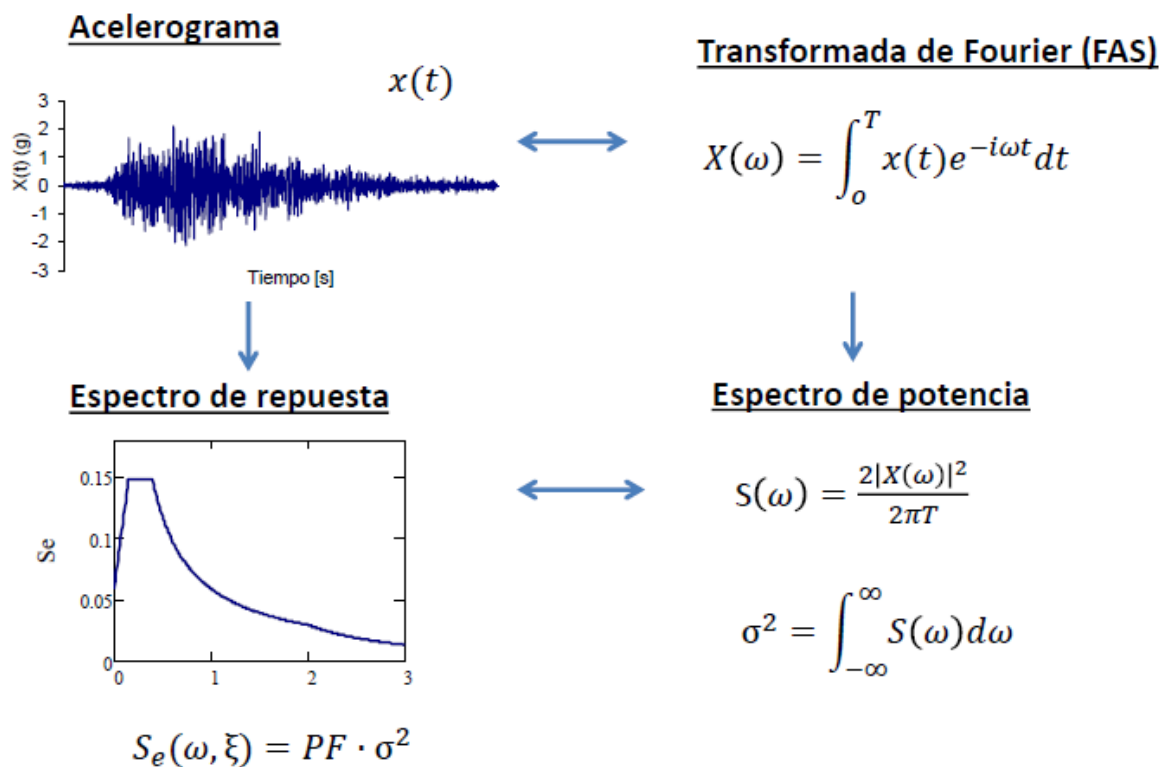 Acelerograma
x(t)
X(t) (g)
3
2
1
0
-1
-2
-3
Tiempo [s]
Transformada de Fourier (FAS)
X(ω) = ∫_o^T x(t)e^{-iωt}dt
Espectro de repuesta
Se
0.15
0.1
0.05
0
0 1 2 3
S_e(ω, ξ) = PF · σ²
Espectro de potencia
S(ω) = 2|X(ω)|² / 2πT
σ² = ∫_{-∞}^{∞} S(ω)dω